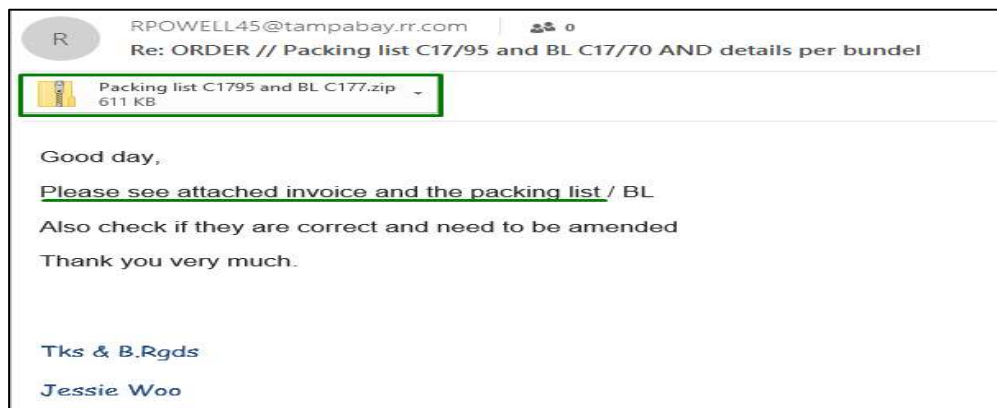 R
RPOWELL45@tampabay.rr.com 0
Re: ORDER // Packing list C17/95 and BL C17/70 AND details per bundel
Packing list C1795 and BL C177.zip
611 KB
Good day,
Please see attached invoice and the packing list / BL
Also check if they are correct and need to be amended
Thank you very much.
Tks & B.Rgds
Jessie Woo